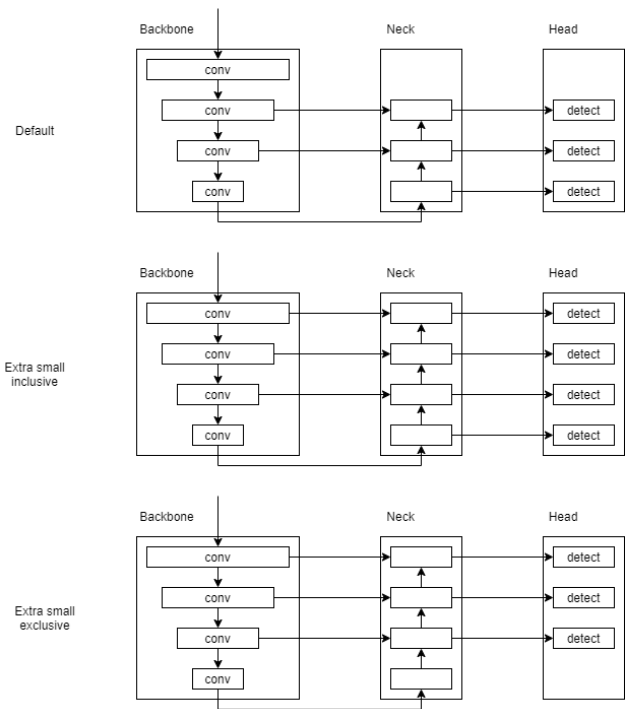 Backbone Neck Head
conv
conv detect
Default
conv detect
conv detect
Backbone Neck Head
conv detect
conv detect
Extra small
inclusive
conv detect
conv detect
Backbone Neck Head
conv detect
conv detect
Extra small
exclusive
conv detect
conv